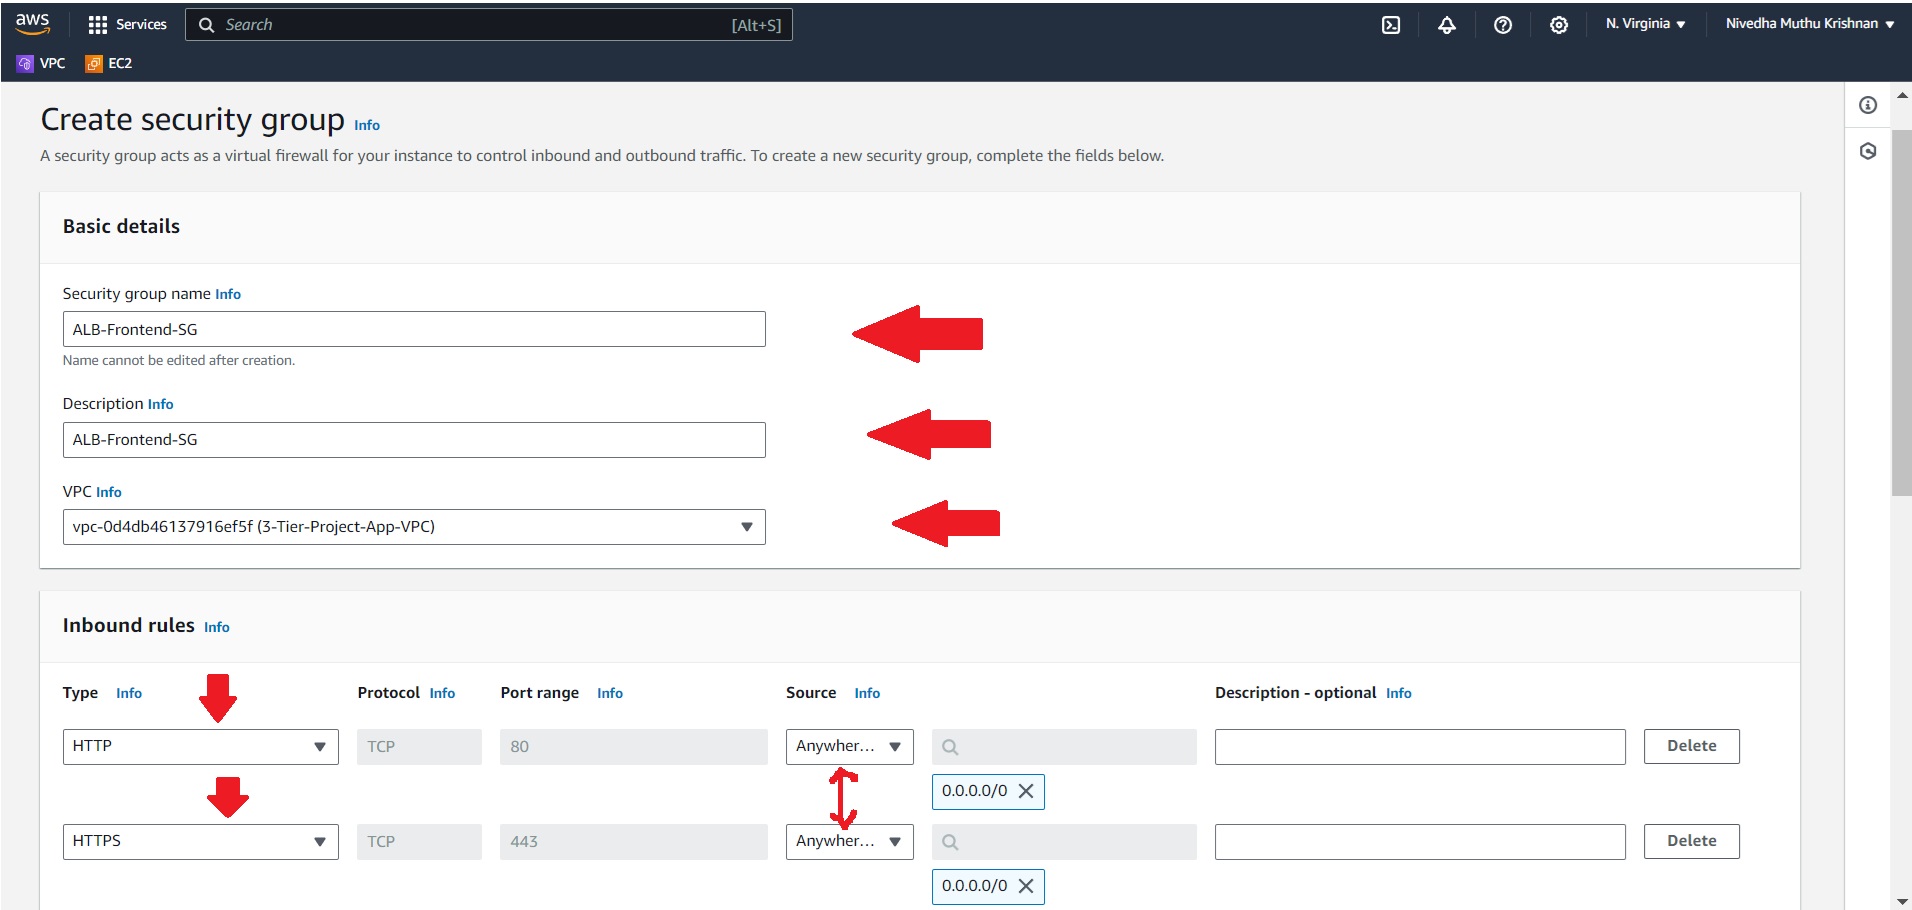 aws Services Search [Alt+S] N. Virginia Nivedha Muthu Krishnan
VPC EC2
Create security group Info
A security group acts as a virtual firewall for your instance to control inbound and outbound traffic. To create a new security group, complete the fields below.
Basic details
Security group name Info
ALB-Frontend-SG
Name cannot be edited after creation.
Description Info
ALB-Frontend-SG
VPC Info
vpc-0d4db46137916ef5f (3-Tier-Project-App-VPC)
Inbound rules Info
Type Info Protocol Info Port range Info Source Info Description - optional Info
HTTP TCP 80 Anywher... Delete
0.0.0.0/0
HTTPS TCP 443 Anywher... Delete
0.0.0.0/0